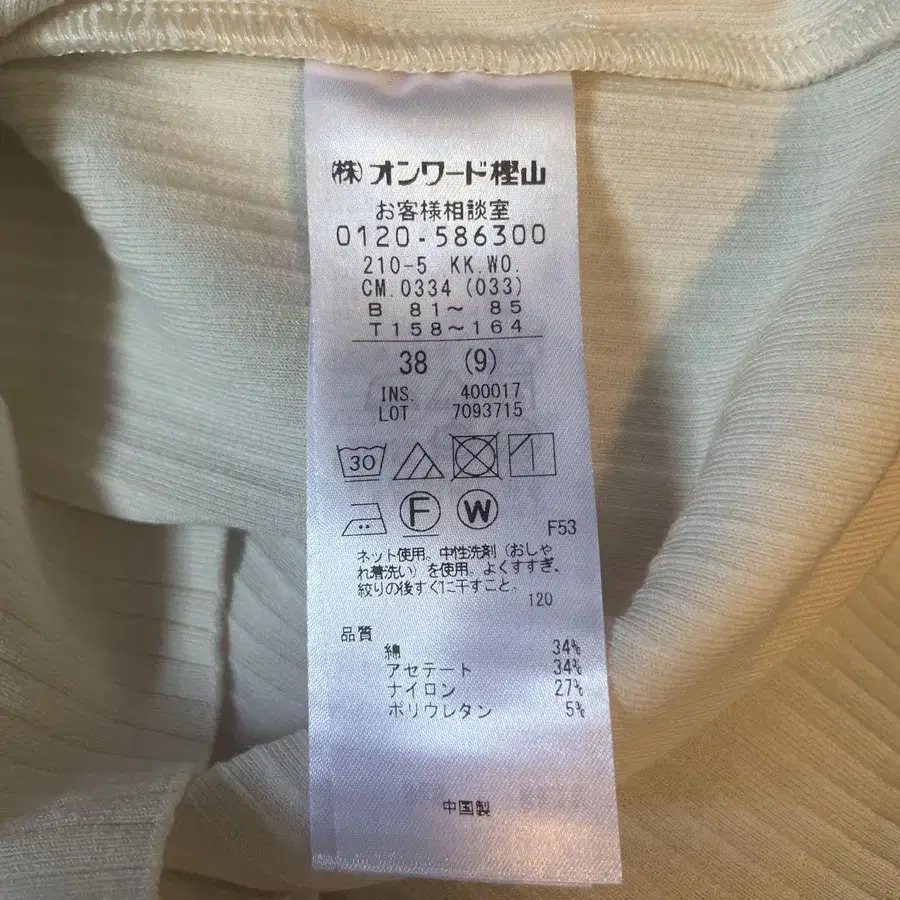 ㈱オンワード樫山
お客様相談室
0120-586300
210-5 KK.WO.
CM.0334 (033)
B 81～ 85
T158～164
38 (9)
INS. 400017
LOT 7093715
30
F W
F53
ネット使用。中性洗剤（おしゃ
れ着洗い）を使用。よくすすぎ、
絞りの後すぐに干すこと。
120
品質
綿 34%
アセテート 34%
ナイロン 27%
ポリウレタン 5%
中国製